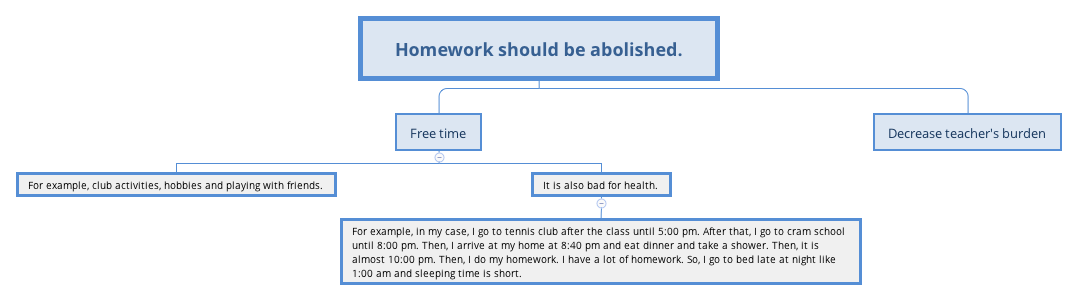 Homework should be abolished.
Free time
Decrease teacher's burden
For example, club activities, hobbies and playing with friends.
It is also bad for health.
For example, in my case, I go to tennis club after the class until 5:00 pm. After that, I go to cram school
until 8:00 pm. Then, I arrive at my home at 8:40 pm and eat dinner and take a shower. Then, it is
almost 10:00 pm. Then, I do my homework. I have a lot of homework. So, I go to bed late at night like
1:00 am and sleeping time is short.